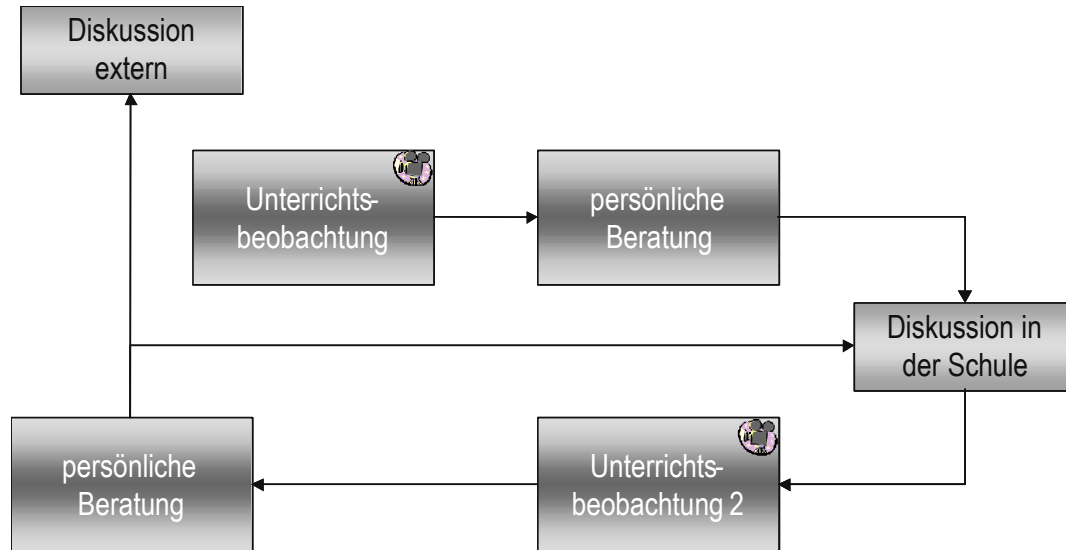 Diskussion
extern
Unterrichts-
beobachtung
persönliche
Beratung
Diskussion in
der Schule
persönliche
Beratung
Unterrichts-
beobachtung 2